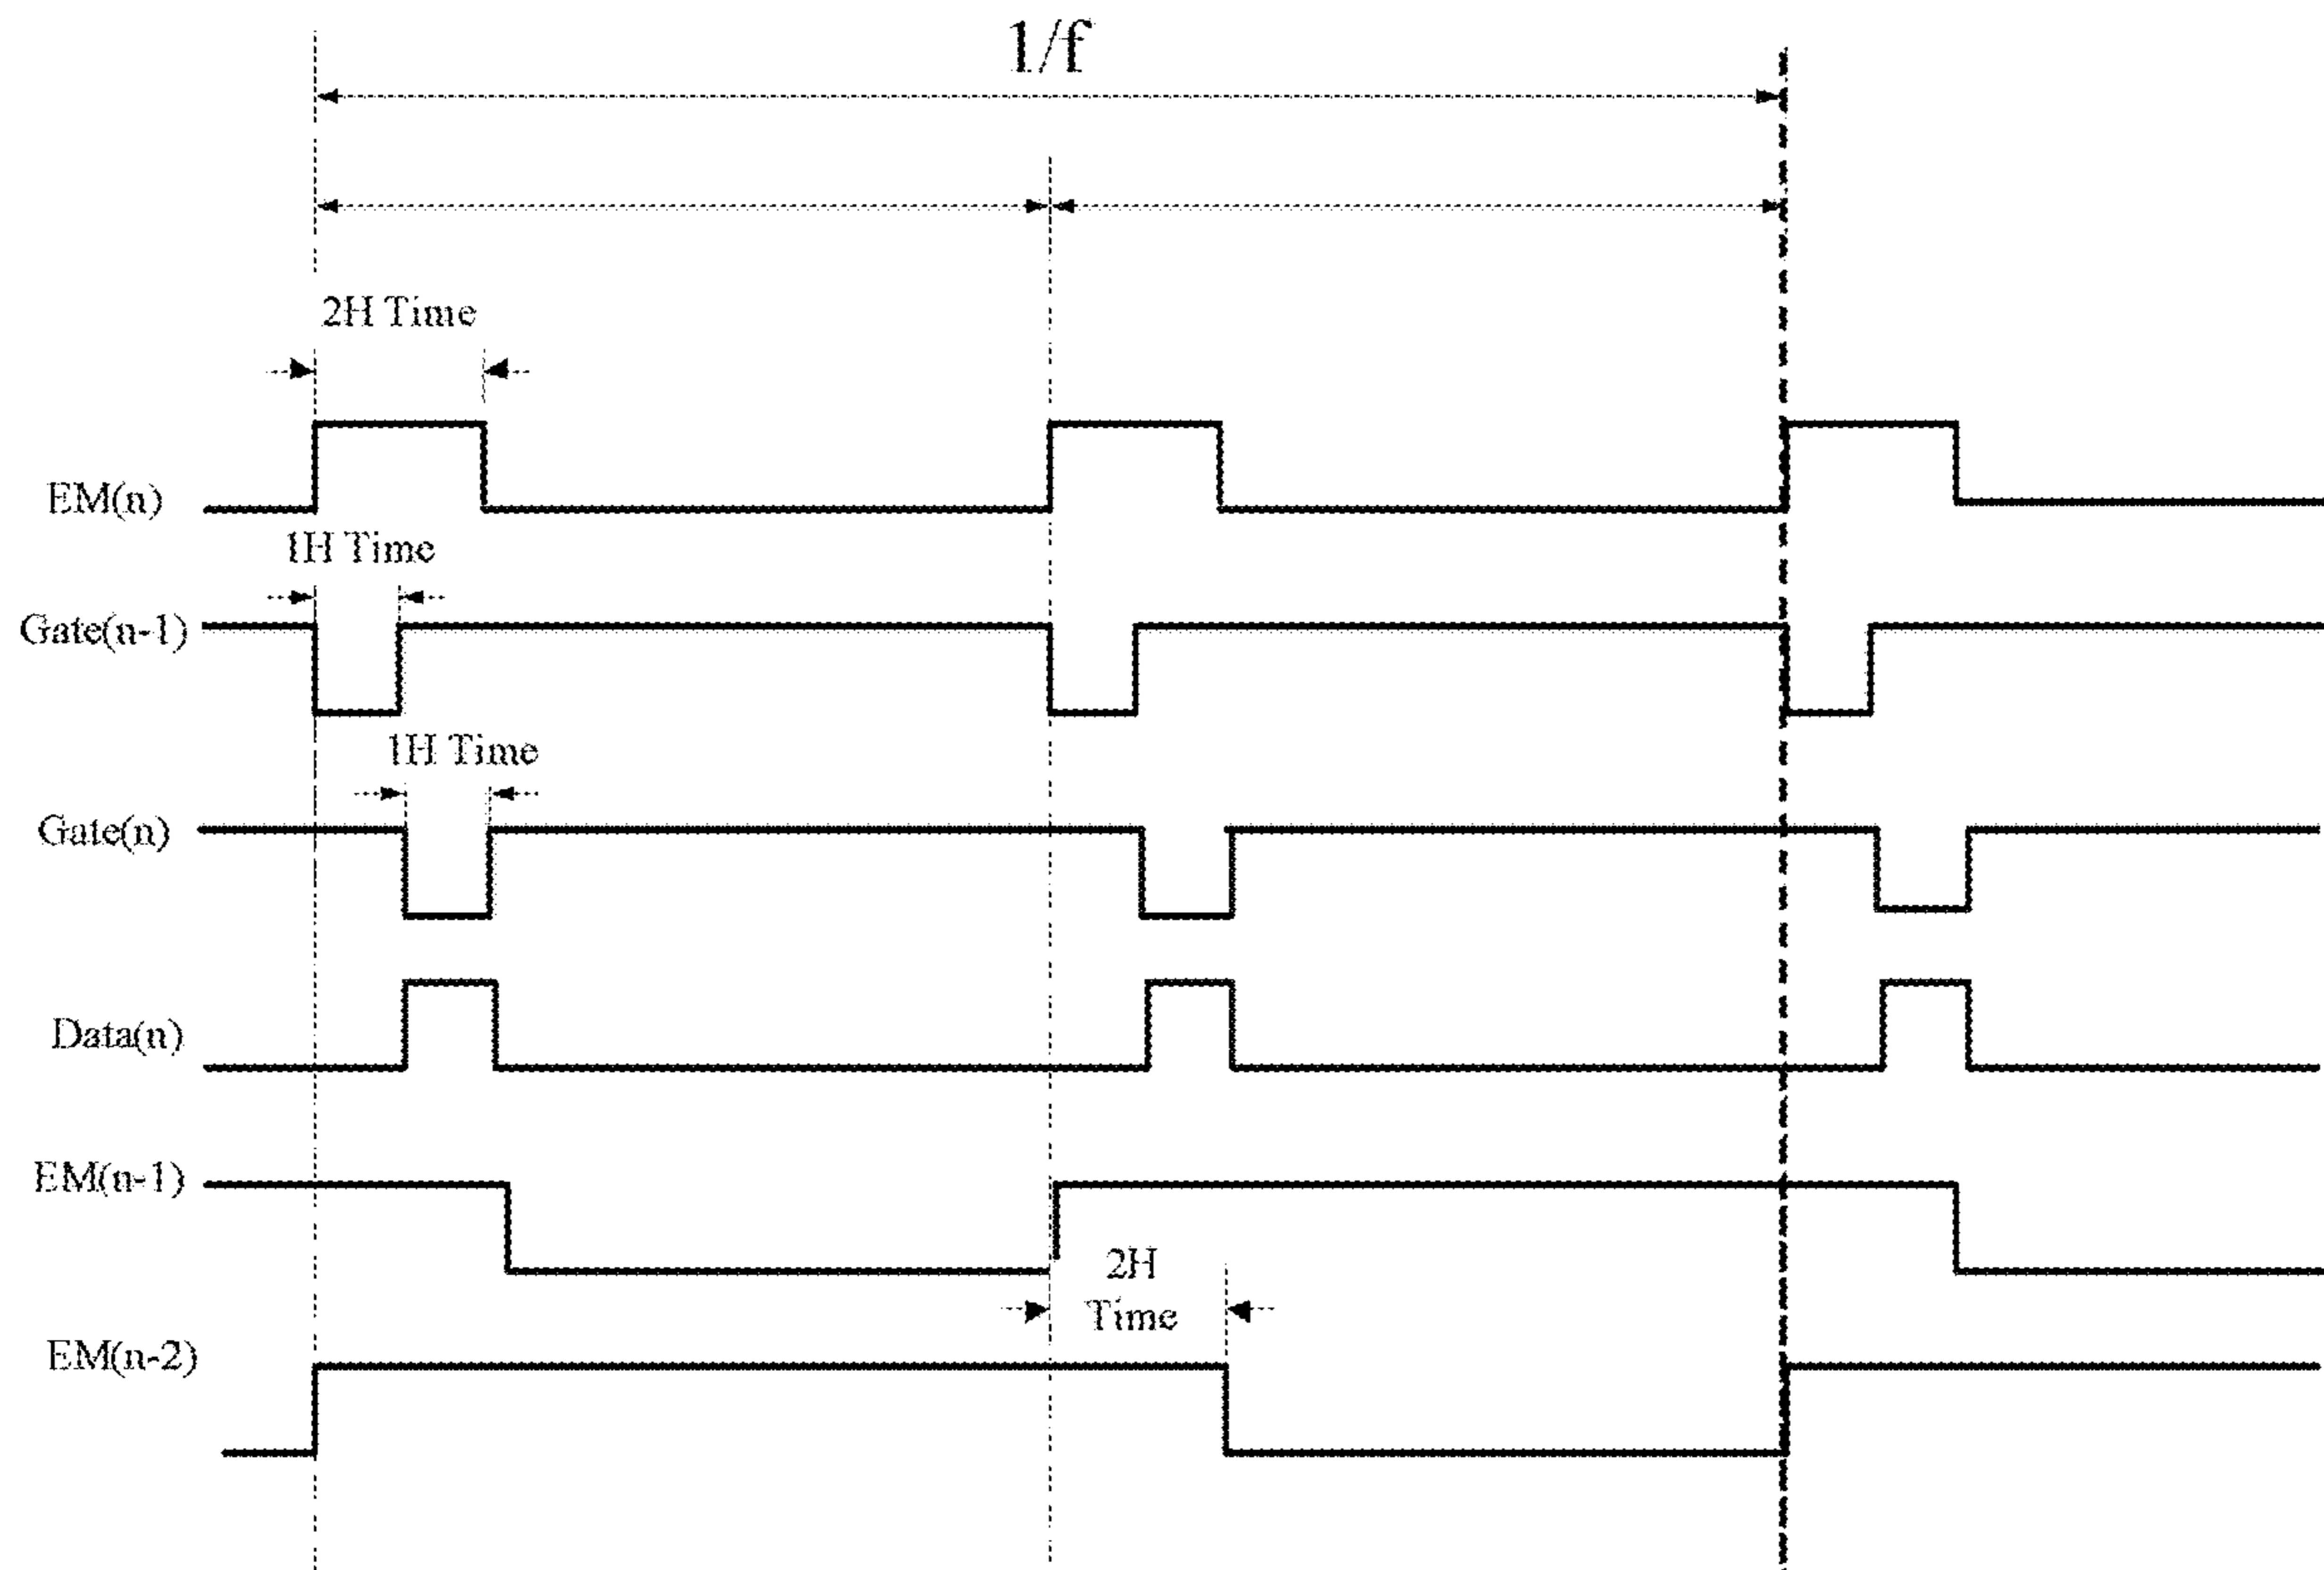 1/f
2H Time
EM(n)
1H Time
Gate(n-1)
1H Time
Gate(n)
Data(n)
EM(n-1)
2H
Time
EM(n-2)